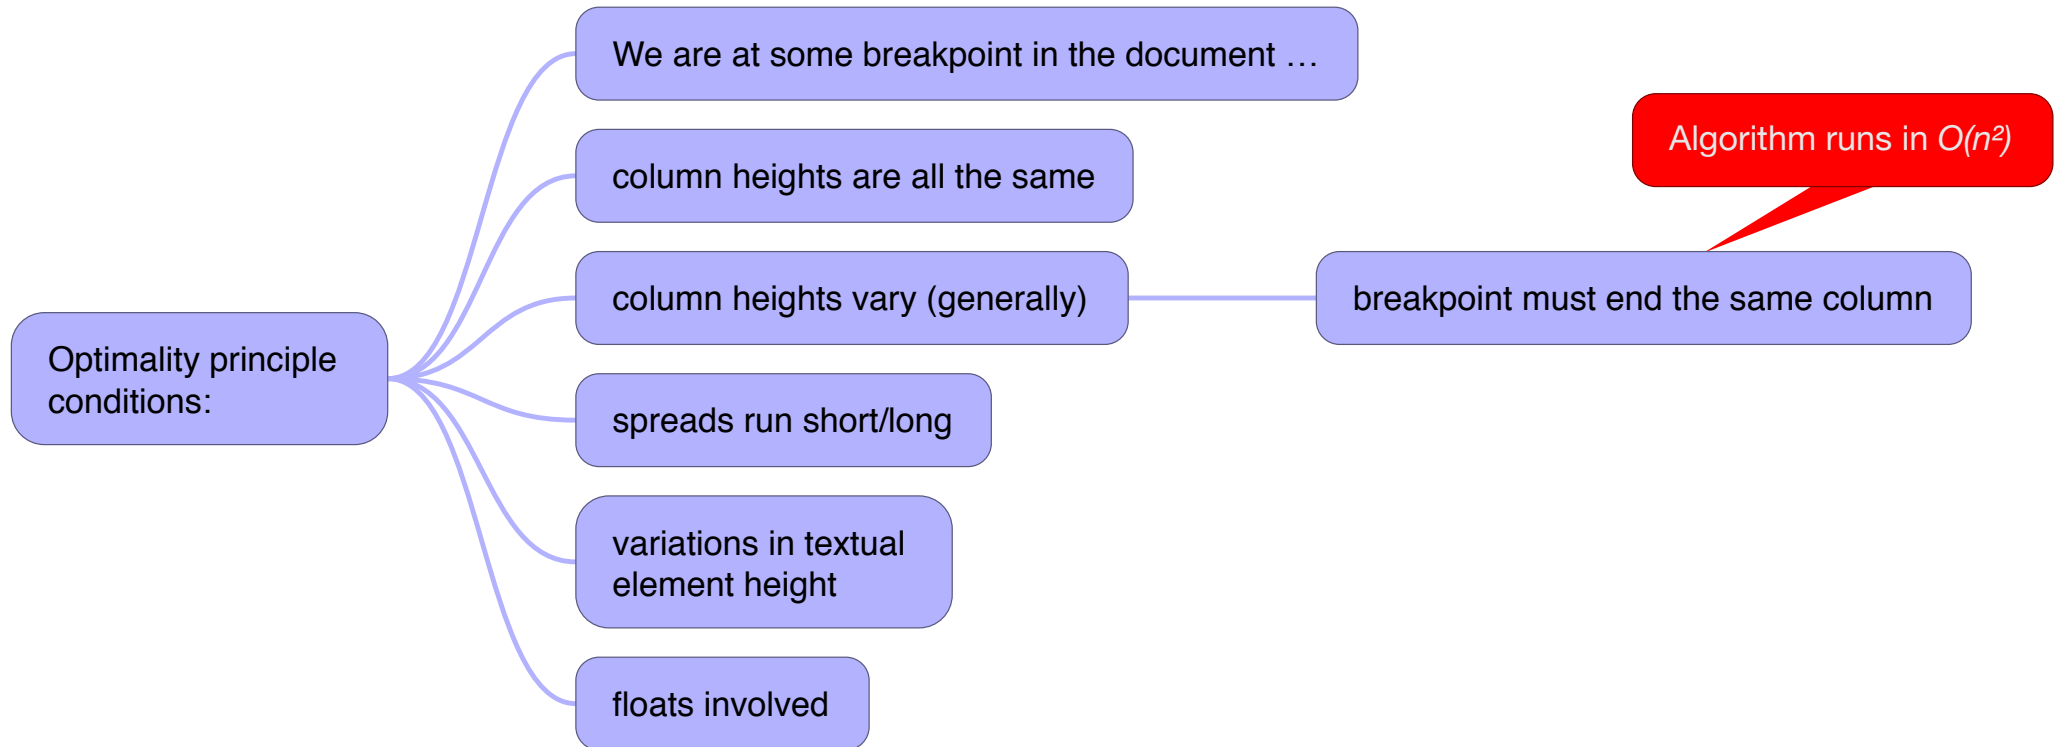 We are at some breakpoint in the document …
Algorithm runs in O(n²)
column heights are all the same
column heights vary (generally)
breakpoint must end the same column
Optimality principle
conditions:
spreads run short/long
variations in textual
element height
floats involved